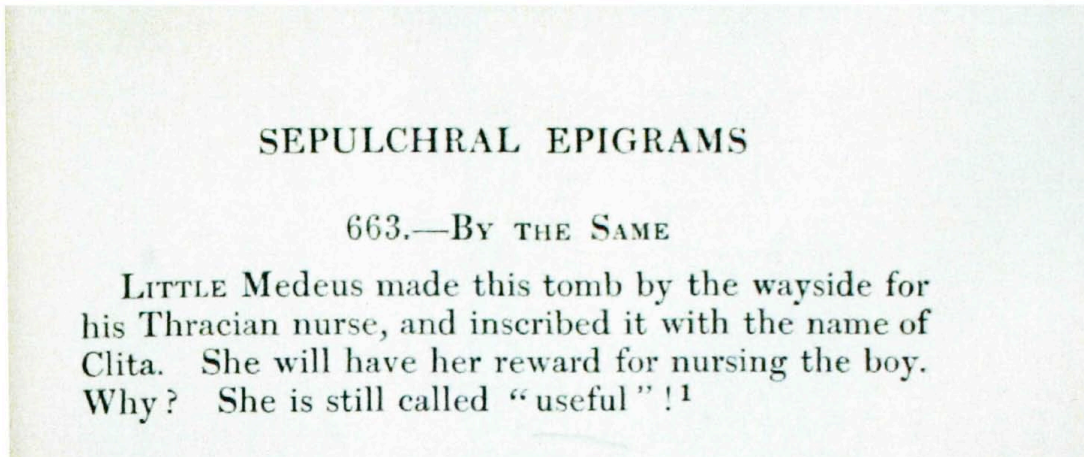 SEPULCHRAL EPIGRAMS
663.—By the Same
Little Medeus made this tomb by the wayside for
his Thracian nurse, and inscribed it with the name of
Clita. She will have her reward for nursing the boy.
Why? She is still called “useful”!1